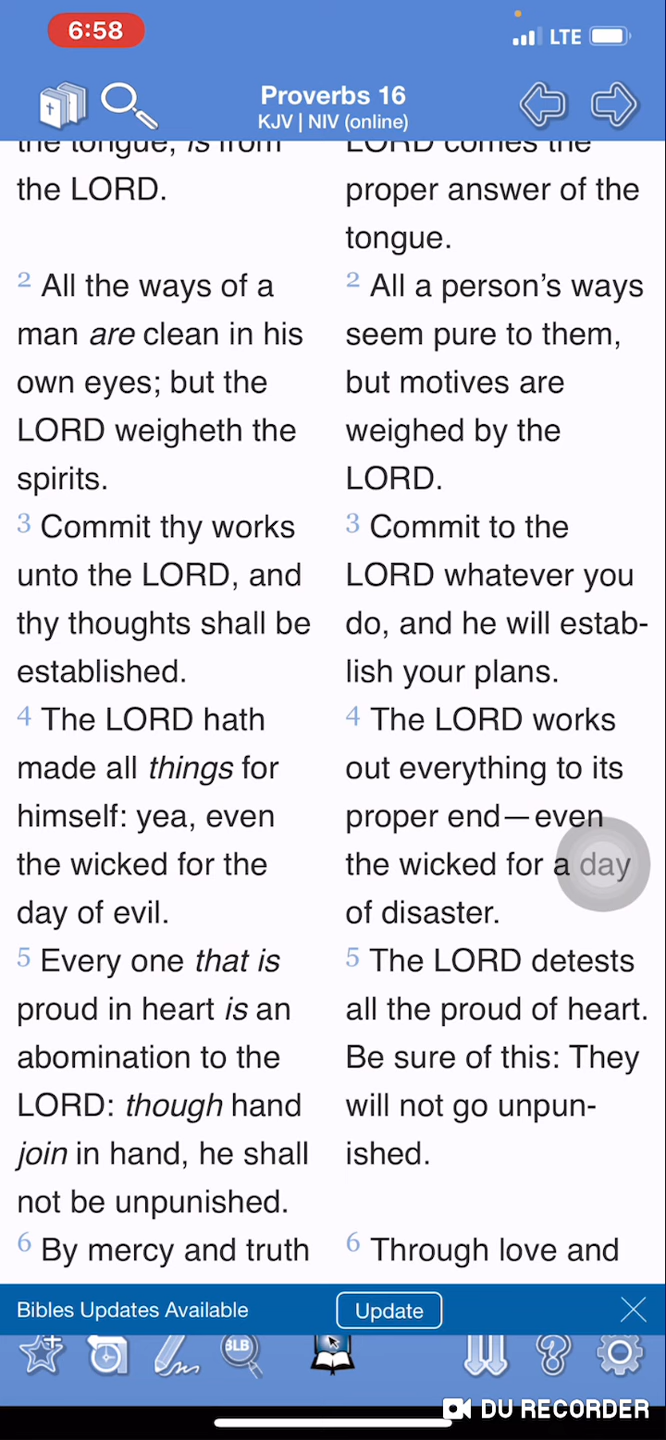 6:58
LTE
Proverbs 16
KJV | NIV (online)
the tongue, is from
the LORD.
LORD comes the
proper answer of the
tongue.
2 All the ways of a
man are clean in his
own eyes; but the
LORD weigheth the
spirits.
3 Commit thy works
unto the LORD, and
thy thoughts shall be
established.
4 The LORD hath
made all things for
himself: yea, even
the wicked for the
day of evil.
5 Every one that is
proud in heart is an
abomination to the
LORD: though hand
join in hand, he shall
not be unpunished.
6 By mercy and truth
2 All a person’s ways
seem pure to them,
but motives are
weighed by the
LORD.
3 Commit to the
LORD whatever you
do, and he will estab-
lish your plans.
4 The LORD works
out everything to its
proper end—even
the wicked for a day
of disaster.
5 The LORD detests
all the proud of heart.
Be sure of this: They
will not go unpun-
ished.
6 Through love and
Bibles Updates Available
Update
BLB
DU RECORDER